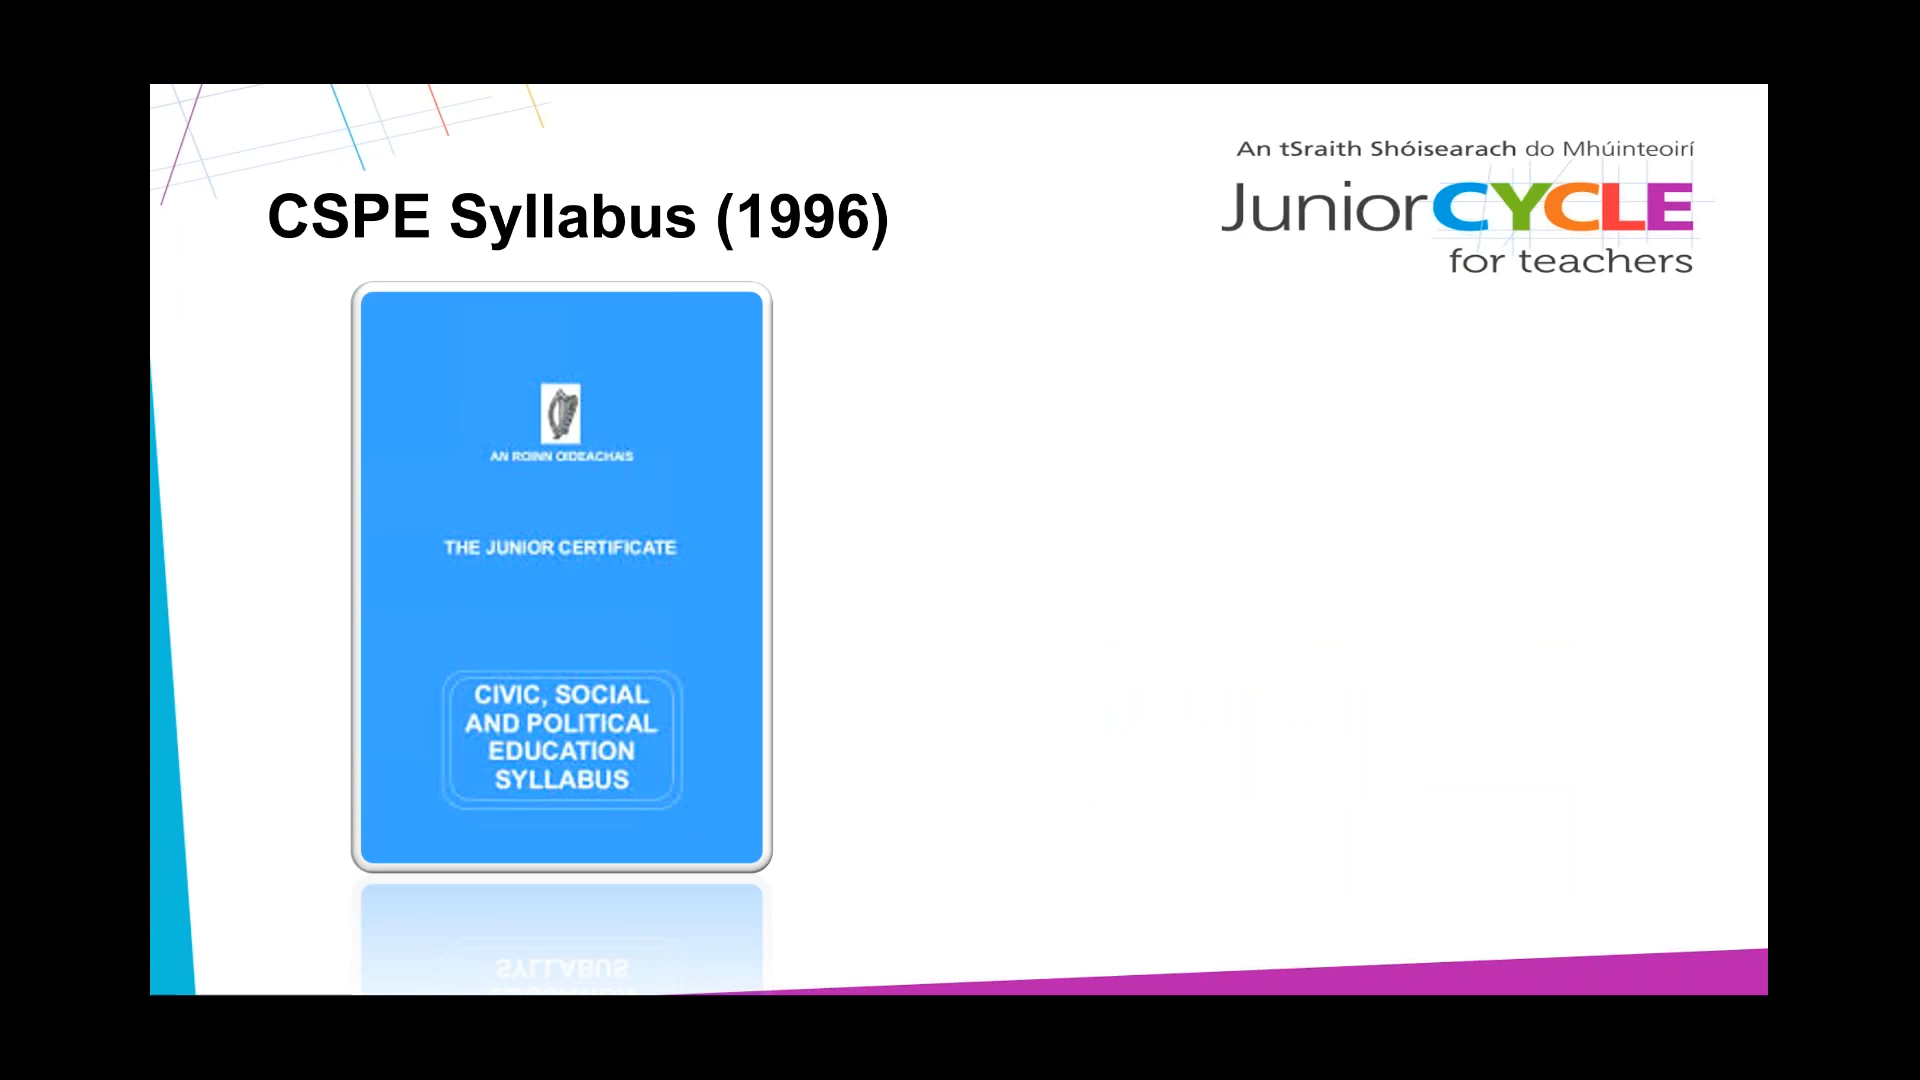 An tSraith Shóisearach do Mhúinteoirí
JuniorCYCLE
for teachers
CSPE Syllabus (1996)
AN ROINN OIDEACHAIS
THE JUNIOR CERTIFICATE
CIVIC, SOCIAL
AND POLITICAL
EDUCATION
SYLLABUS